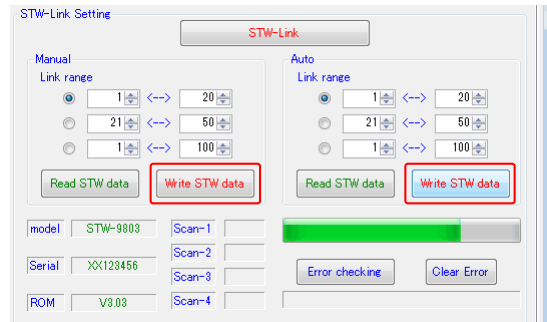 STW-Link Setting
STW-Link
Manual
Link range
1 <--> 20
21 <--> 50
1 <--> 100
Read STW data
Write STW data
Auto
Link range
1 <--> 20
21 <--> 50
1 <--> 100
Read STW data
Write STW data
model STW-9803
Serial XX123456
ROM V3.03
Scan-1
Scan-2
Scan-3
Scan-4
Error checking
Clear Error